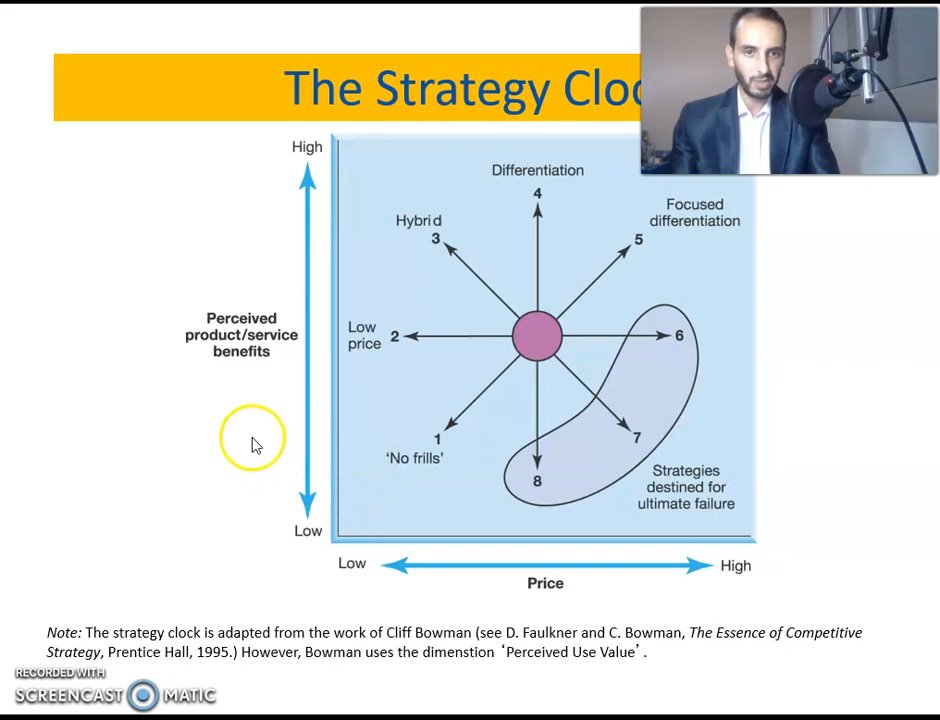 The Strategy Cloc
High
Differentiation
4
Focused
differentiation
5
Hybrid
3
Perceived
product/service
benefits
Low
price
2
6
1
'No frills'
7
8
Strategies
destined for
ultimate failure
Low
Low
High
Price
Note: The strategy clock is adapted from the work of Cliff Bowman (see D. Faulkner and C. Bowman, The Essence of Competitive
Strategy, Prentice Hall, 1995.) However, Bowman uses the dimenstion ‘Perceived Use Value’.
RECORDED WITH
SCREENCAST MATIC